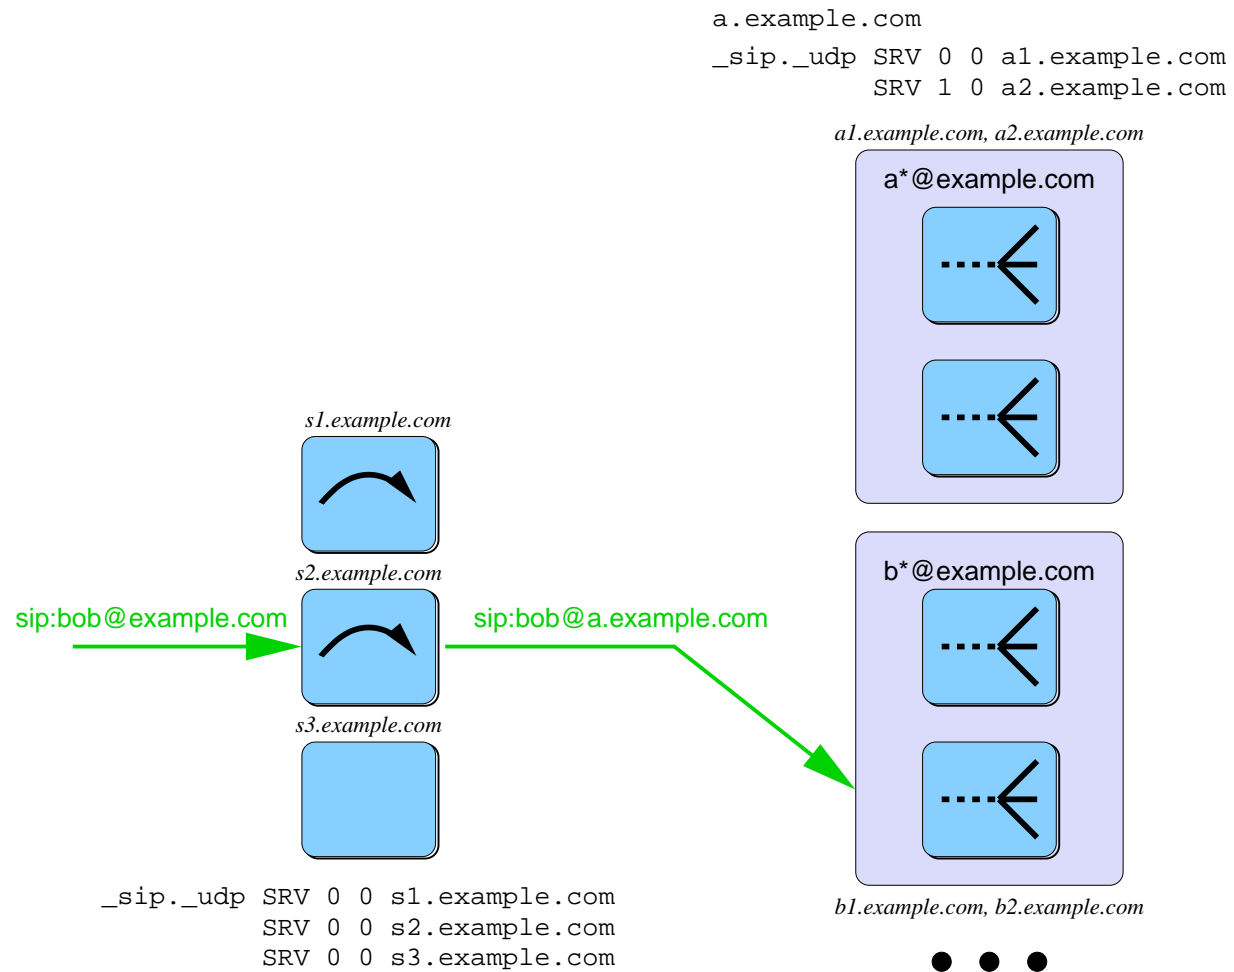 a.example.com
_sip._udp SRV 0 0 a1.example.com
SRV 1 0 a2.example.com
a1.example.com, a2.example.com
a*@example.com
s1.example.com
s2.example.com
b*@example.com
sip:bob@example.com
sip:bob@a.example.com
s3.example.com
_sip._udp SRV 0 0 s1.example.com
SRV 0 0 s2.example.com
SRV 0 0 s3.example.com
b1.example.com, b2.example.com